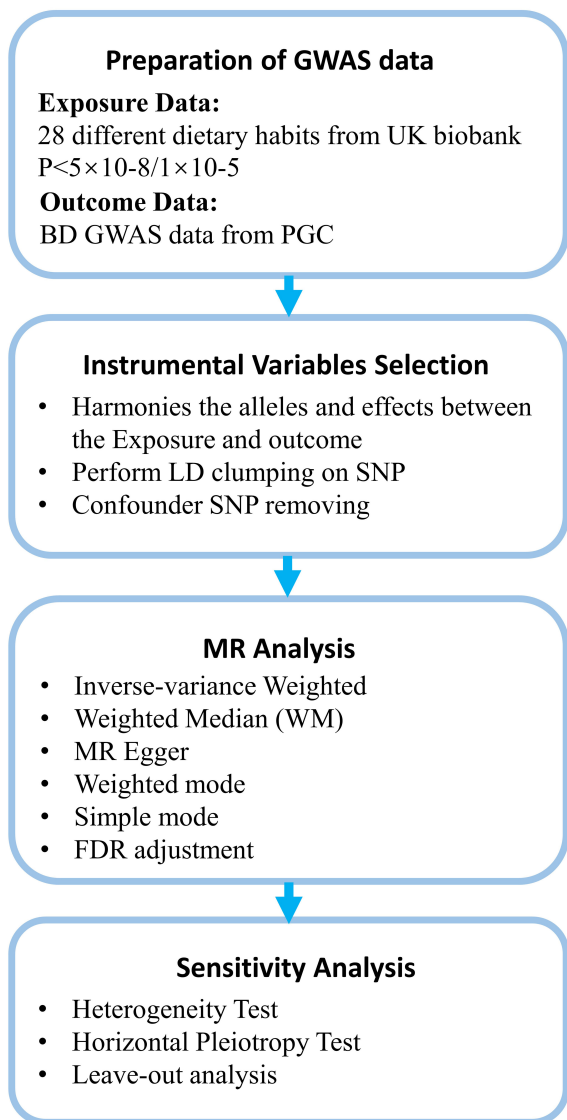 Preparation of GWAS data
Exposure Data:
28 different dietary habits from UK biobank
P<5×10-8/1×10-5
Outcome Data:
BD GWAS data from PGC
Instrumental Variables Selection
• Harmonies the alleles and effects between
the Exposure and outcome
• Perform LD clumping on SNP
• Confounder SNP removing
MR Analysis
• Inverse-variance Weighted
• Weighted Median (WM)
• MR Egger
• Weighted mode
• Simple mode
• FDR adjustment
Sensitivity Analysis
• Heterogeneity Test
• Horizontal Pleiotropy Test
• Leave-out analysis